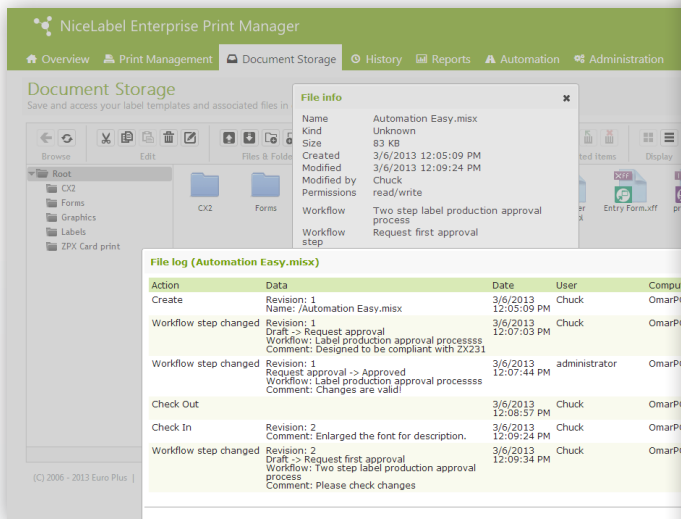 NiceLabel Enterprise Print Manager
Overview Print Management Document Storage History Reports Automation Administration
Document Storage
Save and access your label templates and associated files in
File info
Name Automation Easy.misx
Kind Unknown
Size 83 KB
Created 3/6/2013 12:05:09 PM
Modified 3/6/2013 12:09:24 PM
Modified by Chuck
Permissions read/write
Workflow Two step label production approval
process
Workflow Request first approval
step
Browse Edit Files & Folde ted Items Display
Root
CX2
Forms
Graphics
Labels
ZPX Card print
CX2 Forms Entry Form.xff
File log (Automation Easy.misx)
Action Data Date User Compu
Create Revision: 1 3/6/2013 Chuck OmarPC
Name: /Automation Easy.misx 12:05:09 PM
Workflow step changed Revision: 1 3/6/2013 Chuck OmarPC
Draft -> Request approval 12:07:03 PM
Workflow: Label production approval processss
Comment: Designed to be compliant with ZX231
Workflow step changed Revision: 1 3/6/2013 administrator OmarPC
Request approval -> Approved 12:07:44 PM
Workflow: Label production approval processss
Comment: Changes are valid!
Check Out 3/6/2013 Chuck OmarPC
12:08:57 PM
Check In Revision: 2 3/6/2013 Chuck OmarPC
Comment: Enlarged the font for description. 12:09:24 PM
Workflow step changed Revision: 2 3/6/2013 Chuck OmarPC
Draft -> Request first approval 12:09:34 PM
Workflow: Two step label production approval
process
Comment: Please check changes
(C) 2006 - 2013 Euro Plus |